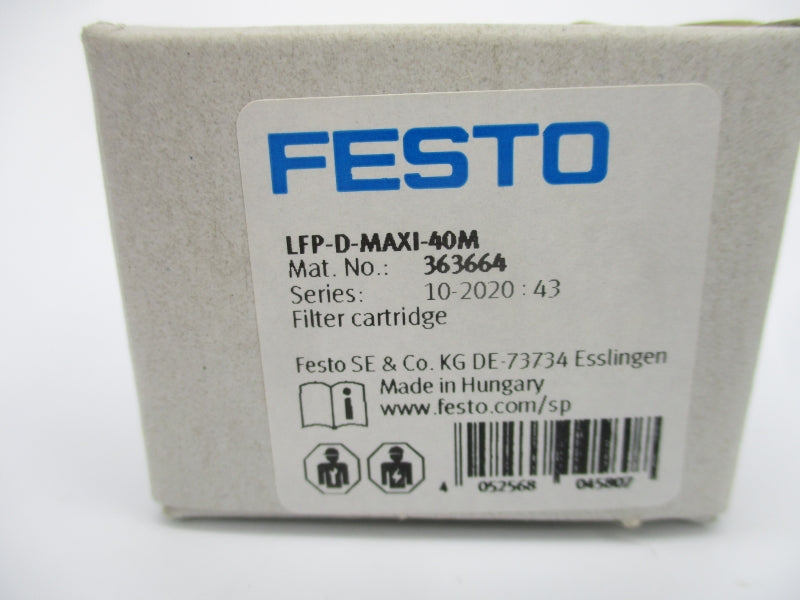 FESTO
LFP-D-MAXI-40M
Mat. No.: 363664
Series: 10-2020 : 43
Filter cartridge
Festo SE & Co. KG DE-73734 Esslingen
Made in Hungary
www.festo.com/sp
4 052568 045807